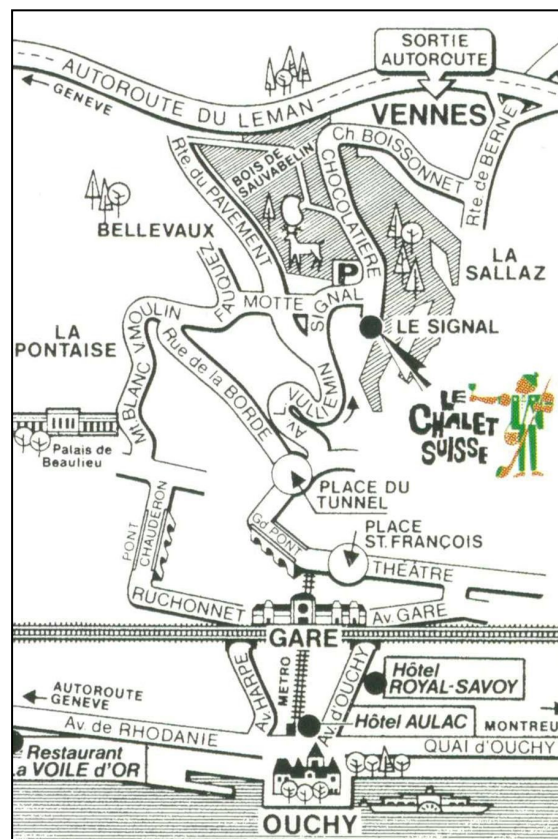 SORTIE
AUTOROUTE
AUTOROUTE DU LEMAN
GENEVE
VENNES
Ch BOISSONNET
Rte de BERNE
BOIS DE
SAUVABELIN
CHOCOLATIERE
Rte du PAVEMENT
BELLEVAUX
LA
SALLAZ
P
FAUQUEZ
MOTTE
SIGNAL
SIGNAL
LE SIGNAL
LA
PONTAISE
Mt BLANC
V.MOULIN
Rue de la BORDE
Av L. VULLIEMIN
LE
CHALET
SUISSE
Palais de
Beaulieu
PLACE DU
TUNNEL
PONT
CHAUDERON
Gd PONT
PLACE
ST. FRANÇOIS
THÉÂTRE
RUCHONNET
Av. GARE
GARE
Av. HARPE
METRO
Av. d'OUCHY
Hôtel
ROYAL-SAVOY
AUTOROUTE
GENEVE
Hôtel AULAC
MONTREU
Av de RHODANIE
QUAI d'OUCHY
Restaurant
La VOILE d'OR
OUCHY